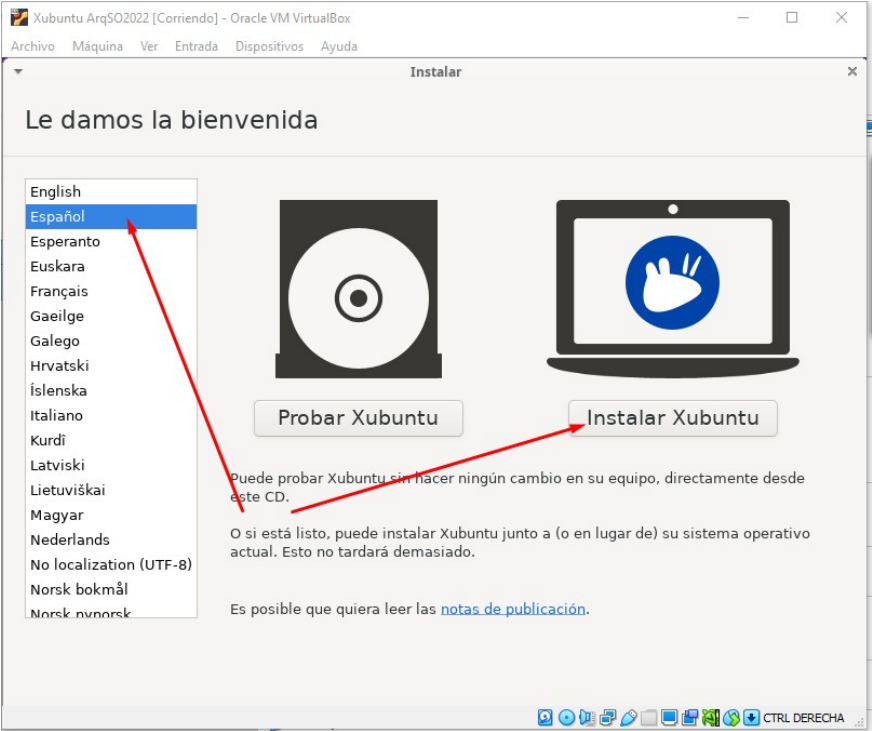 Xubuntu ArqSO2022 [Corriendo] - Oracle VM VirtualBox
Archivo Máquina Ver Entrada Dispositivos Ayuda
Instalar
Le damos la bienvenida
English
Español
Esperanto
Euskara
Français
Gaeilge
Galego
Hrvatski
Íslenska
Italiano
Kurdî
Latviski
Lietuviškai
Magyar
Nederlands
No localization (UTF-8)
Norsk bokmål
Norsk nynorsk
Probar Xubuntu
Instalar Xubuntu
Puede probar Xubuntu sin hacer ningún cambio en su equipo, directamente desde
este CD.
O si está listo, puede instalar Xubuntu junto a (o en lugar de) su sistema operativo
actual. Esto no tardará demasiado.
Es posible que quiera leer las notas de publicación.
CTRL DERECHA